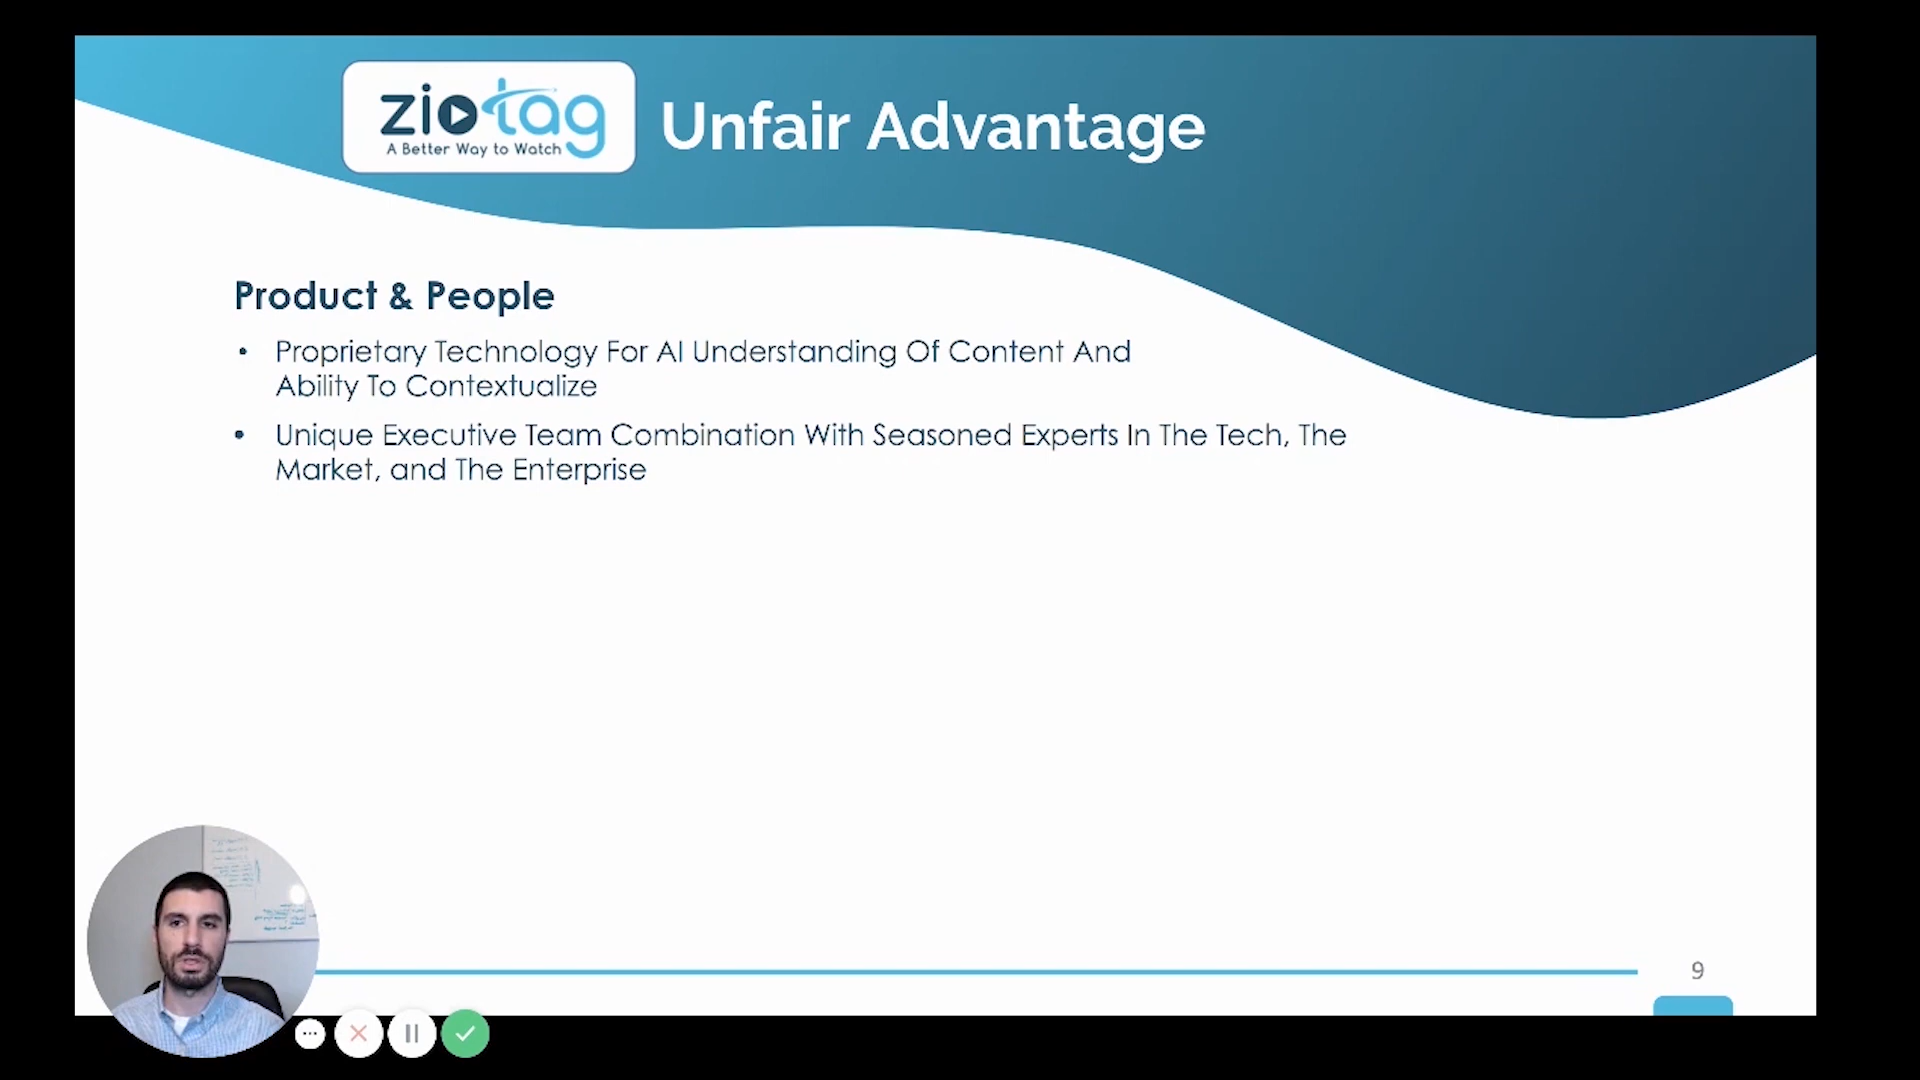 ziotag
A Better Way to Watch
Unfair Advantage
Product & People
• Proprietary Technology For AI Understanding Of Content And
Ability To Contextualize
• Unique Executive Team Combination With Seasoned Experts In The Tech, The
Market, and The Enterprise
9